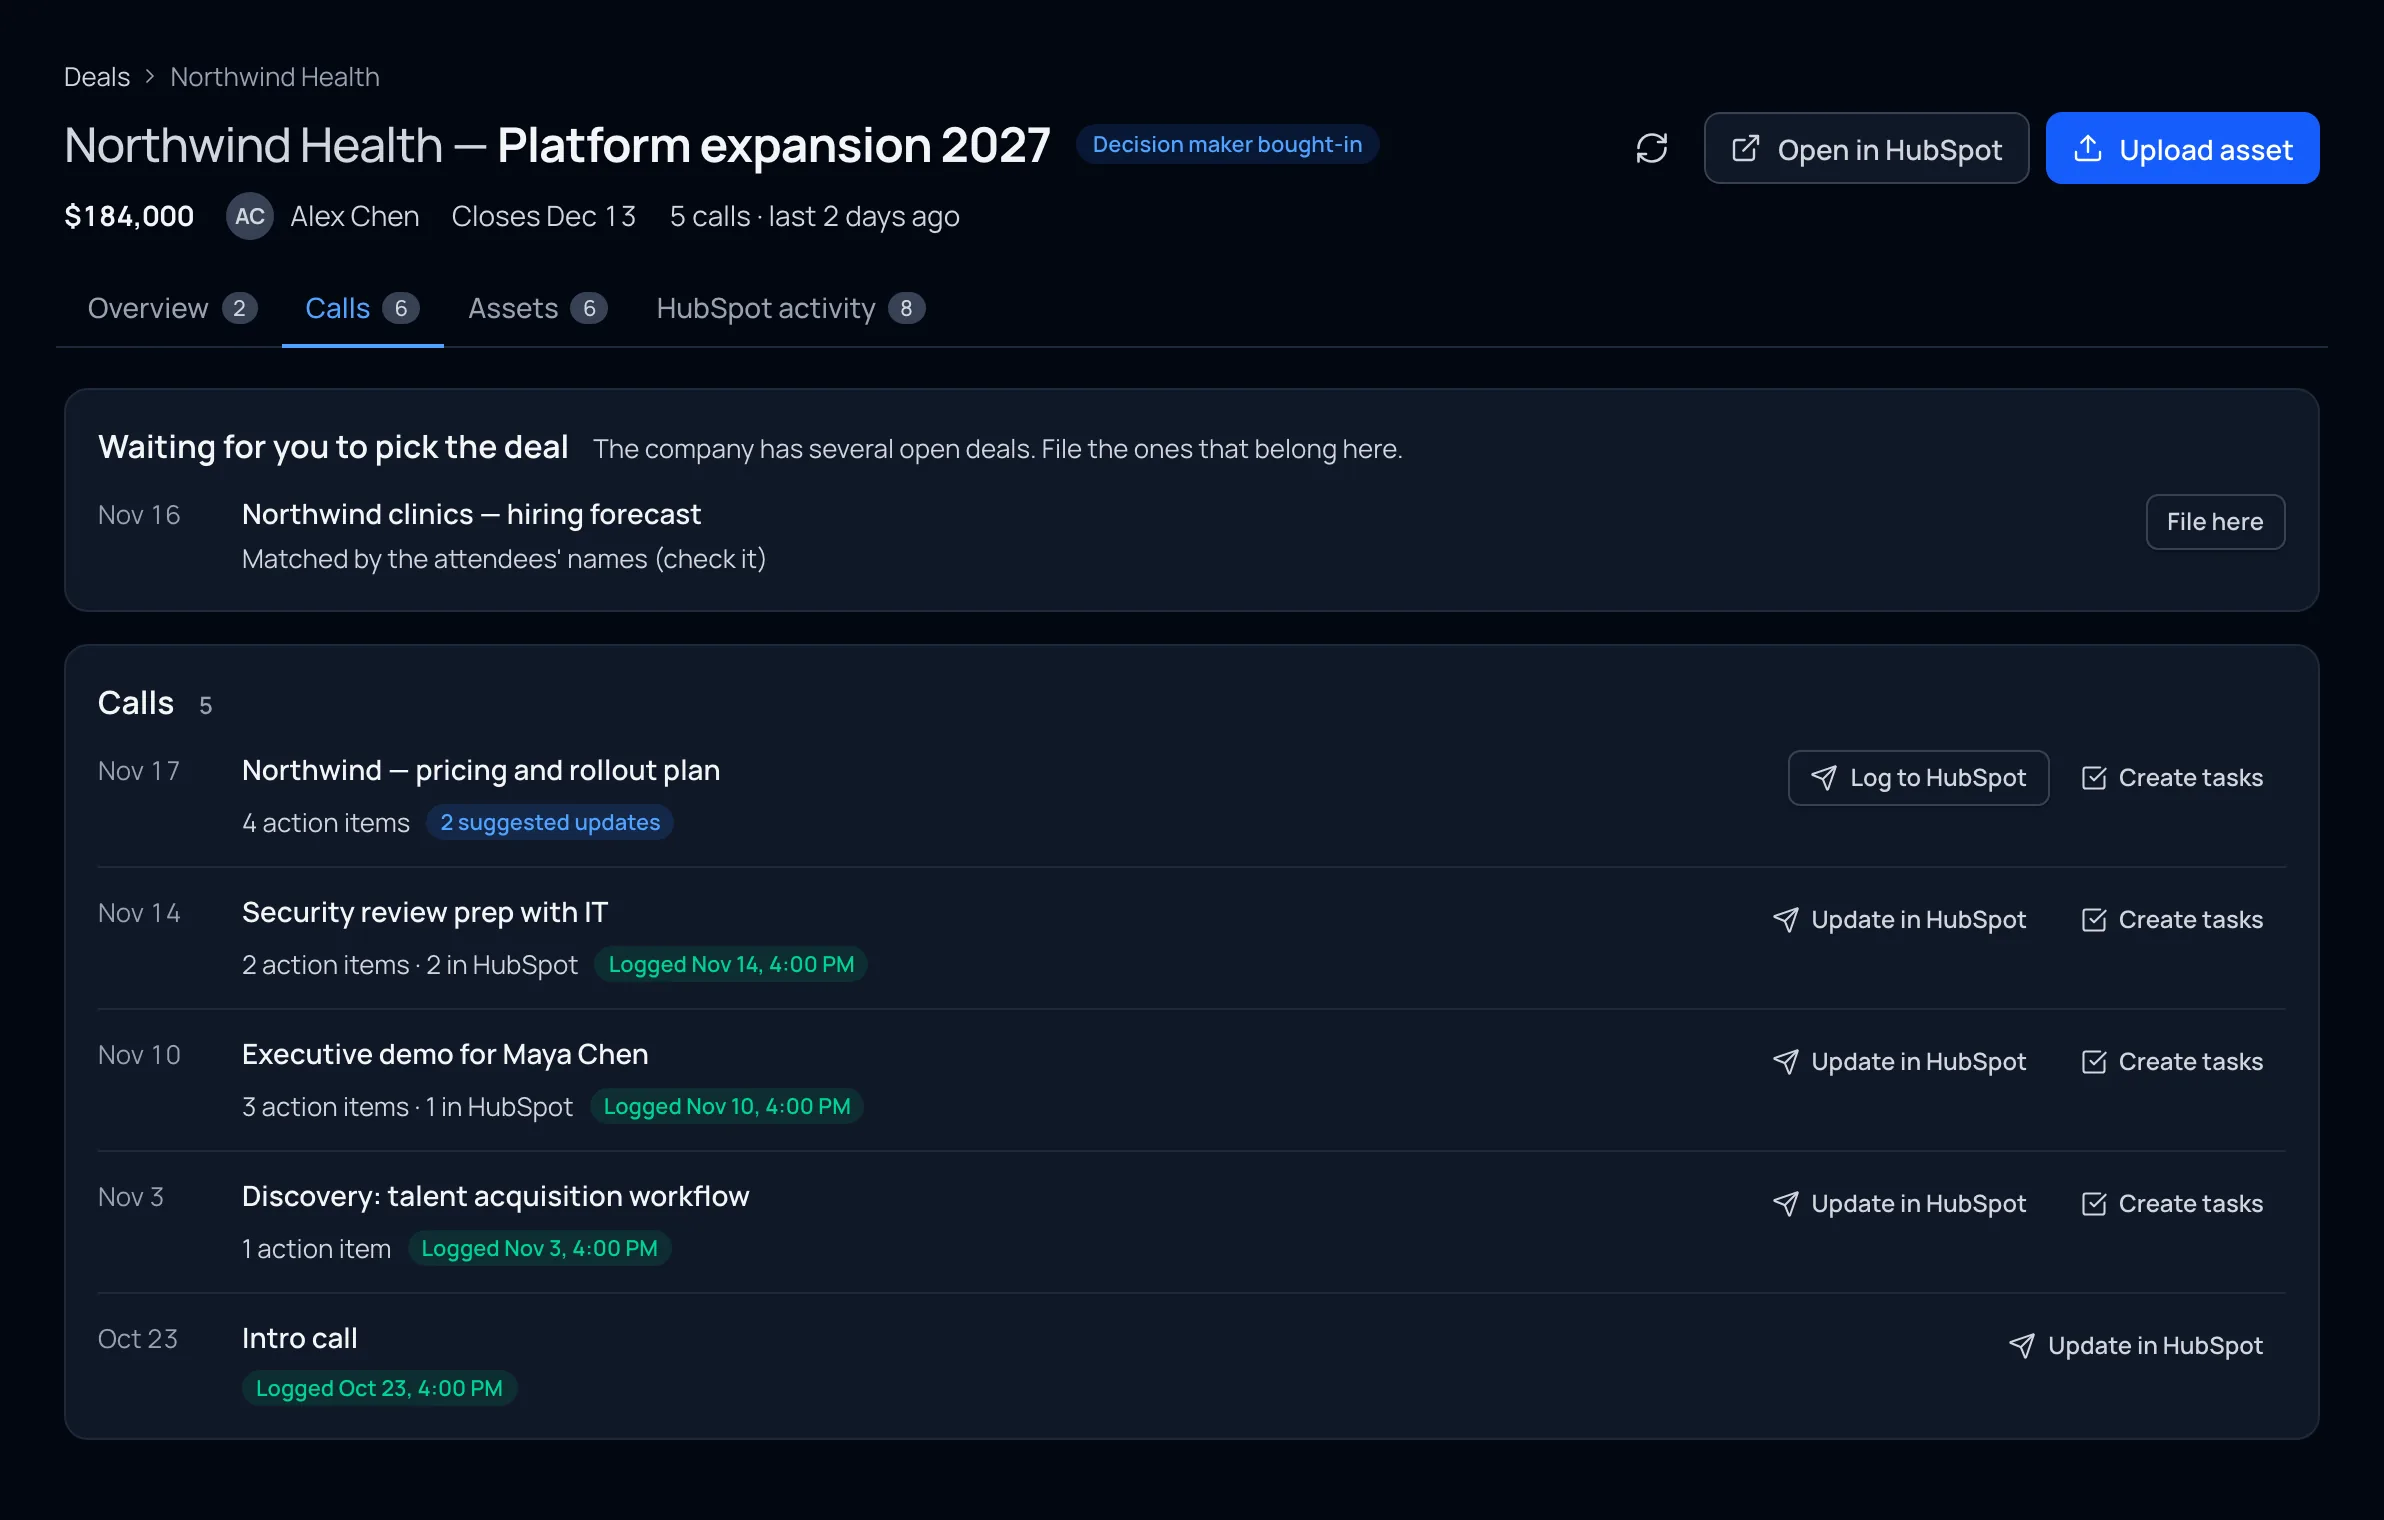 Deals > Northwind Health
Northwind Health — Platform expansion 2027 Decision maker bought-in
Open in HubSpot Upload asset
$184,000 AC Alex Chen Closes Dec 13 5 calls · last 2 days ago
Overview 2 Calls 6 Assets 6 HubSpot activity 8
Waiting for you to pick the deal The company has several open deals. File the ones that belong here.
Nov 16 Northwind clinics — hiring forecast File here
Matched by the attendees' names (check it)
Calls 5
Nov 17 Northwind — pricing and rollout plan Log to HubSpot Create tasks
4 action items 2 suggested updates
Nov 14 Security review prep with IT Update in HubSpot Create tasks
2 action items · 2 in HubSpot Logged Nov 14, 4:00 PM
Nov 10 Executive demo for Maya Chen Update in HubSpot Create tasks
3 action items · 1 in HubSpot Logged Nov 10, 4:00 PM
Nov 3 Discovery: talent acquisition workflow Update in HubSpot Create tasks
1 action item Logged Nov 3, 4:00 PM
Oct 23 Intro call Update in HubSpot
Logged Oct 23, 4:00 PM